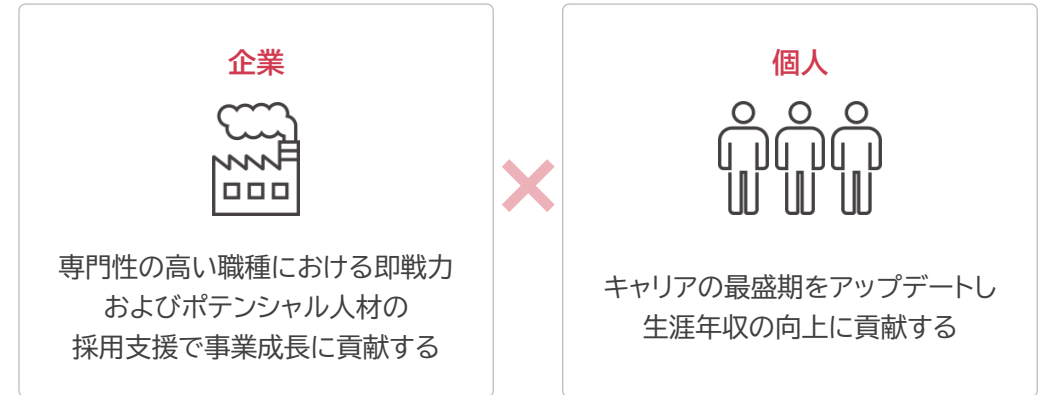 企業
専門性の高い職種における即戦力
およびポテンシャル人材の
採用支援で事業成長に貢献する
個人
キャリアの最盛期をアップデートし
生涯年収の向上に貢献する